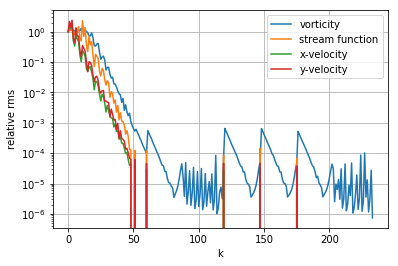 vorticity
stream function
x-velocity
y-velocity
relative rms
10⁰
10⁻¹
10⁻²
10⁻³
10⁻⁴
10⁻⁵
10⁻⁶
0 50 100 150 200
k